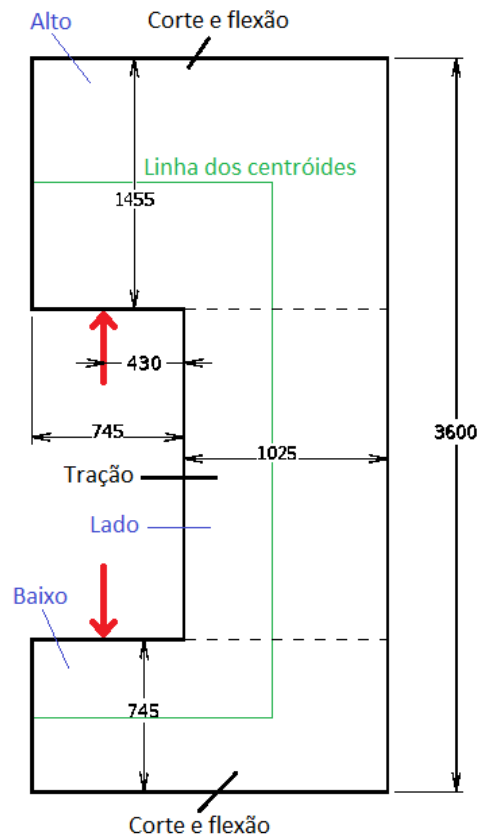 Alto
Corte e flexão
Linha dos centróides
1455
430
745
1025
3600
Tração
Lado
Baixo
745
Corte e flexão